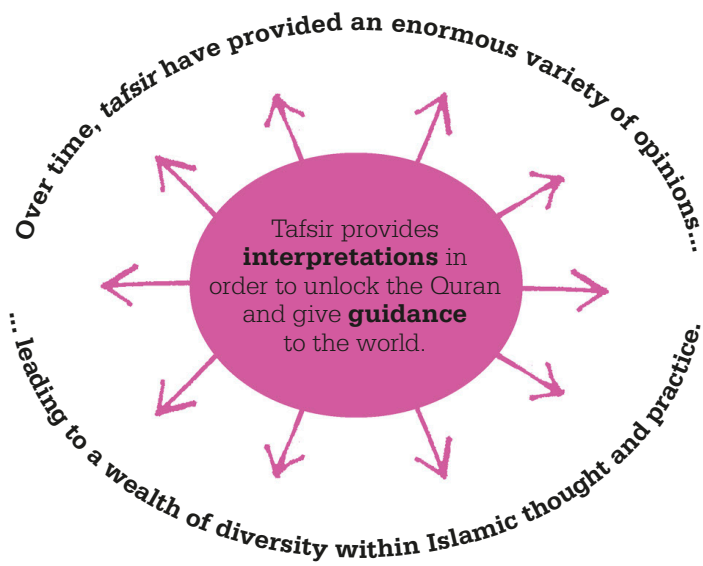 Over time, tafsir have provided an enormous variety of opinions...
Tafsir provides
interpretations in
order to unlock the Quran
and give guidance
to the world.
... leading to a wealth of diversity within Islamic thought and practice.